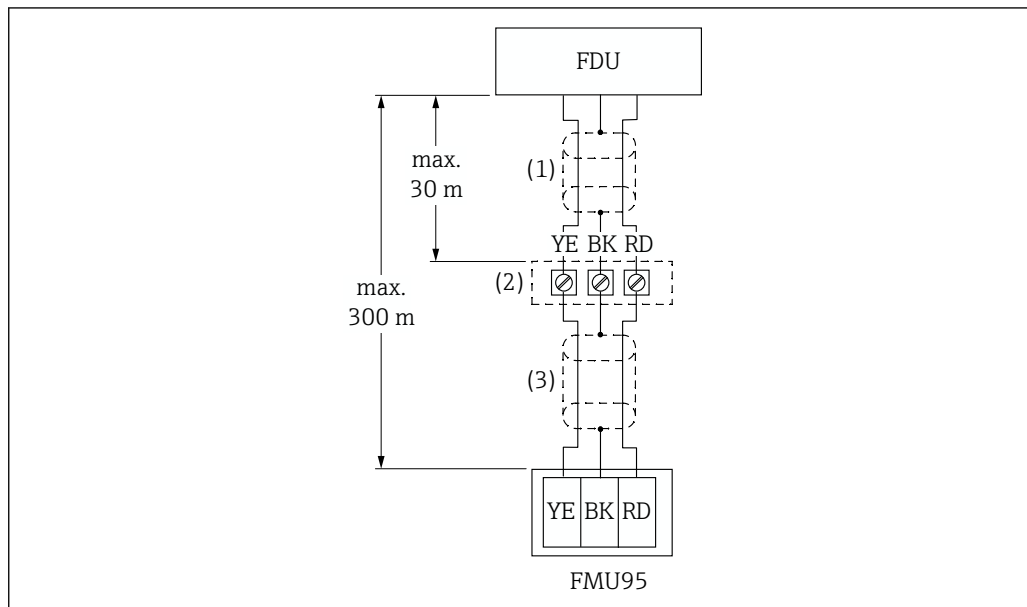 FDU
max.
30 m
(1)
YE BK RD
(2)
max.
300 m
(3)
YE BK RD
FMU95